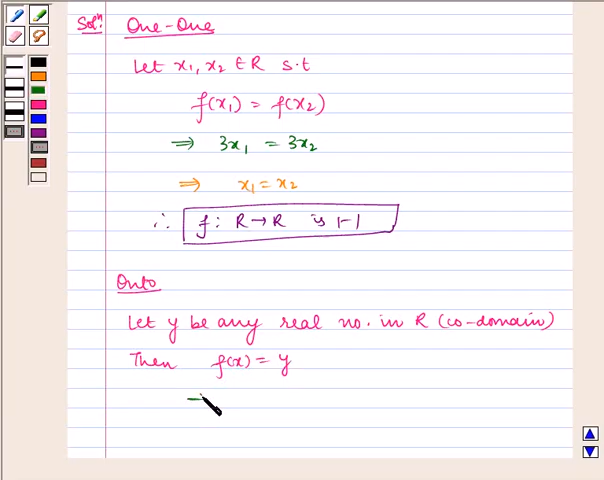 Solⁿ. One-One
Let x₁, x₂ ∈ R s.t
f(x₁) = f(x₂)
⇒ 3x₁ = 3x₂
⇒ x₁ = x₂
∴ f: R→R is 1-1
Onto
Let y be any real no. in R (co-domain)
Then f(x) = y